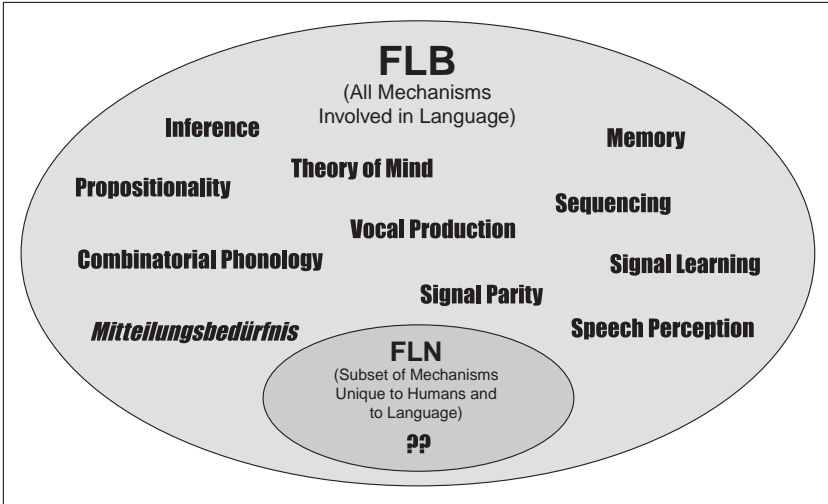 FLB
(All Mechanisms
Involved in Language)
Inference
Memory
Theory of Mind
Propositionality
Sequencing
Vocal Production
Combinatorial Phonology
Signal Learning
Signal Parity
Mitteilungsbedürfnis
Speech Perception
FLN
(Subset of Mechanisms
Unique to Humans and
to Language)
??